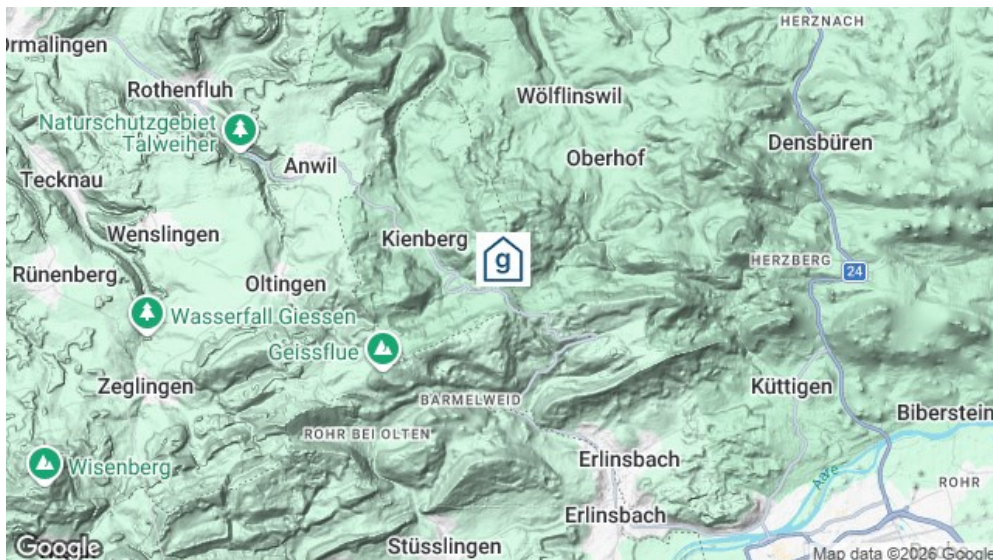 HERZNACH
Ormalingen
Rothenfluh
Wölflinswil
Naturschutzgebiet
Talweiher
Densbüren
Oberhof
Anwil
Tecknau
Wenslingen
Kienberg
g
HERZBERG
24
Rünenberg
Oltingen
Wasserfall Giessen
Geissflue
Zeglingen
Küttigen
BARMELWEID
Biberstein
ROHR BEI OLTEN
Erlinsbach
Wisenberg
Aare
ROHR
Erlinsbach
Stüsslingen
Google
Map data ©2026 Google